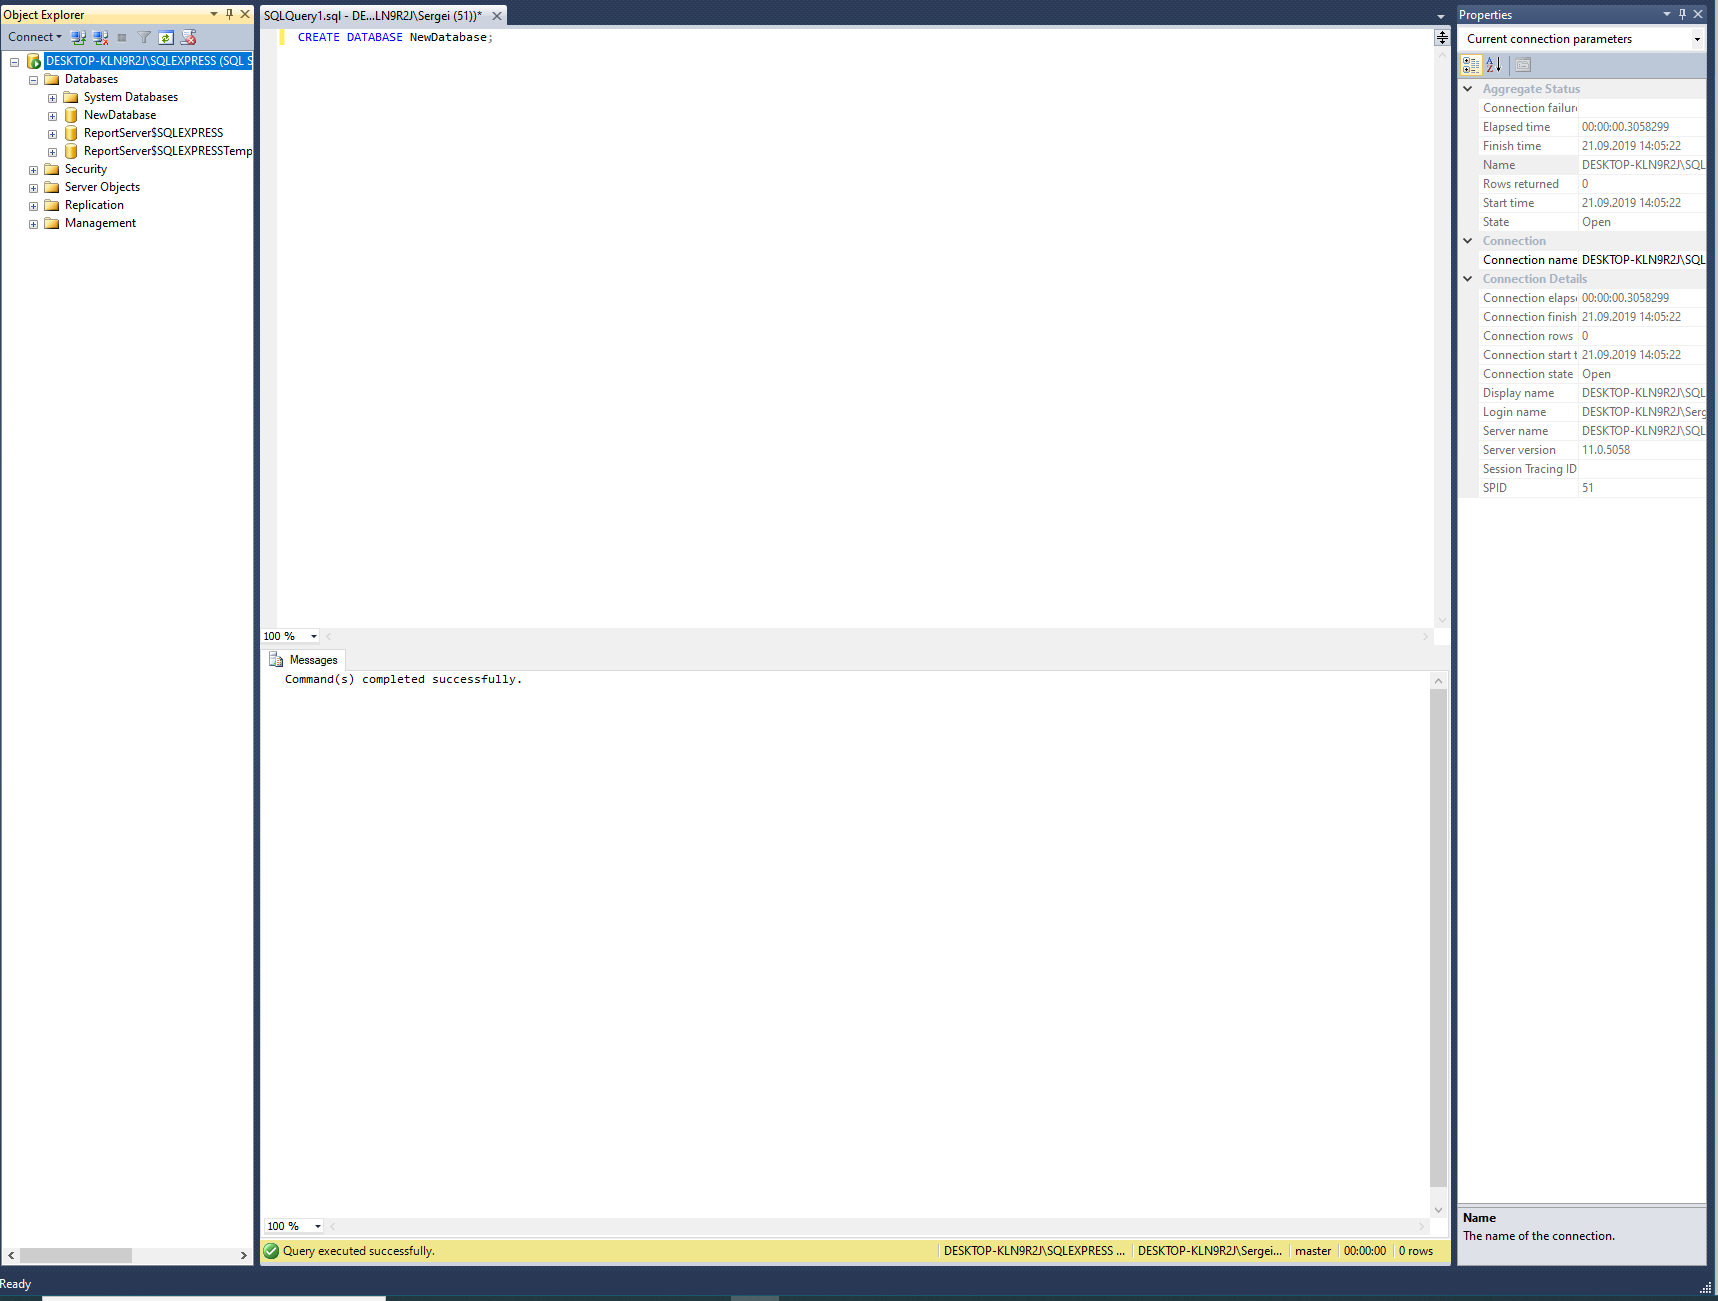 Object Explorer
Connect
DESKTOP-KLN9R2J\SQLEXPRESS (SQL S
Databases
System Databases
NewDatabase
ReportServer$SQLEXPRESS
ReportServer$SQLEXPRESSTemp
Security
Server Objects
Replication
Management
SQLQuery1.sql - DE...LN9R2J\Sergei (51))*
CREATE DATABASE NewDatabase;
100 %
Messages
Command(s) completed successfully.
100 %
Query executed successfully.
DESKTOP-KLN9R2J\SQLEXPRESS ...
DESKTOP-KLN9R2J\Sergei...
master
00:00:00
0 rows
Properties
Current connection parameters
Aggregate Status
Connection failure
Elapsed time 00:00:00.3058299
Finish time 21.09.2019 14:05:22
Name DESKTOP-KLN9R2J\SQL
Rows returned 0
Start time 21.09.2019 14:05:22
State Open
Connection
Connection name DESKTOP-KLN9R2J\SQL
Connection Details
Connection elaps 00:00:00.3058299
Connection finish 21.09.2019 14:05:22
Connection rows 0
Connection start t 21.09.2019 14:05:22
Connection state Open
Display name DESKTOP-KLN9R2J\SQL
Login name DESKTOP-KLN9R2J\Serg
Server name DESKTOP-KLN9R2J\SQL
Server version 11.0.5058
Session Tracing ID
SPID 51
Name
The name of the connection.
Ready